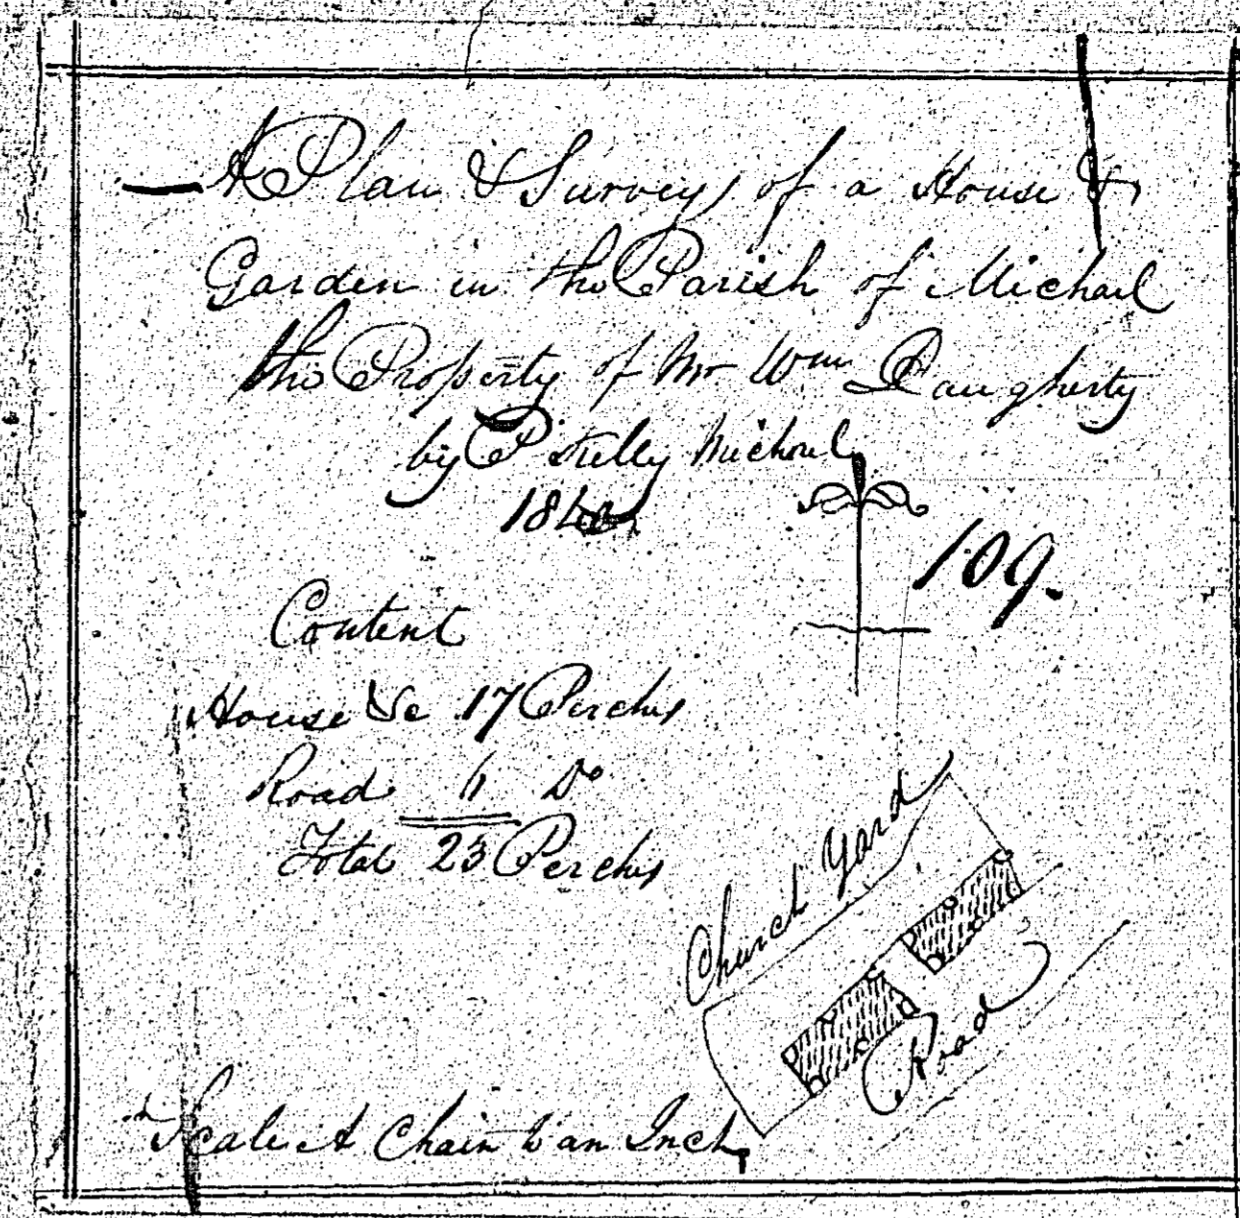 A Plan & Survey of a House &
Garden in the Parish of Michael
the Property of Mr Wm Daugherty
by P Kelly Michael
109.
Content
House &c 17 Perches
Road 6 Do
Total 23 Perches
Church Yard
Road
Scale A Chain to an Inch